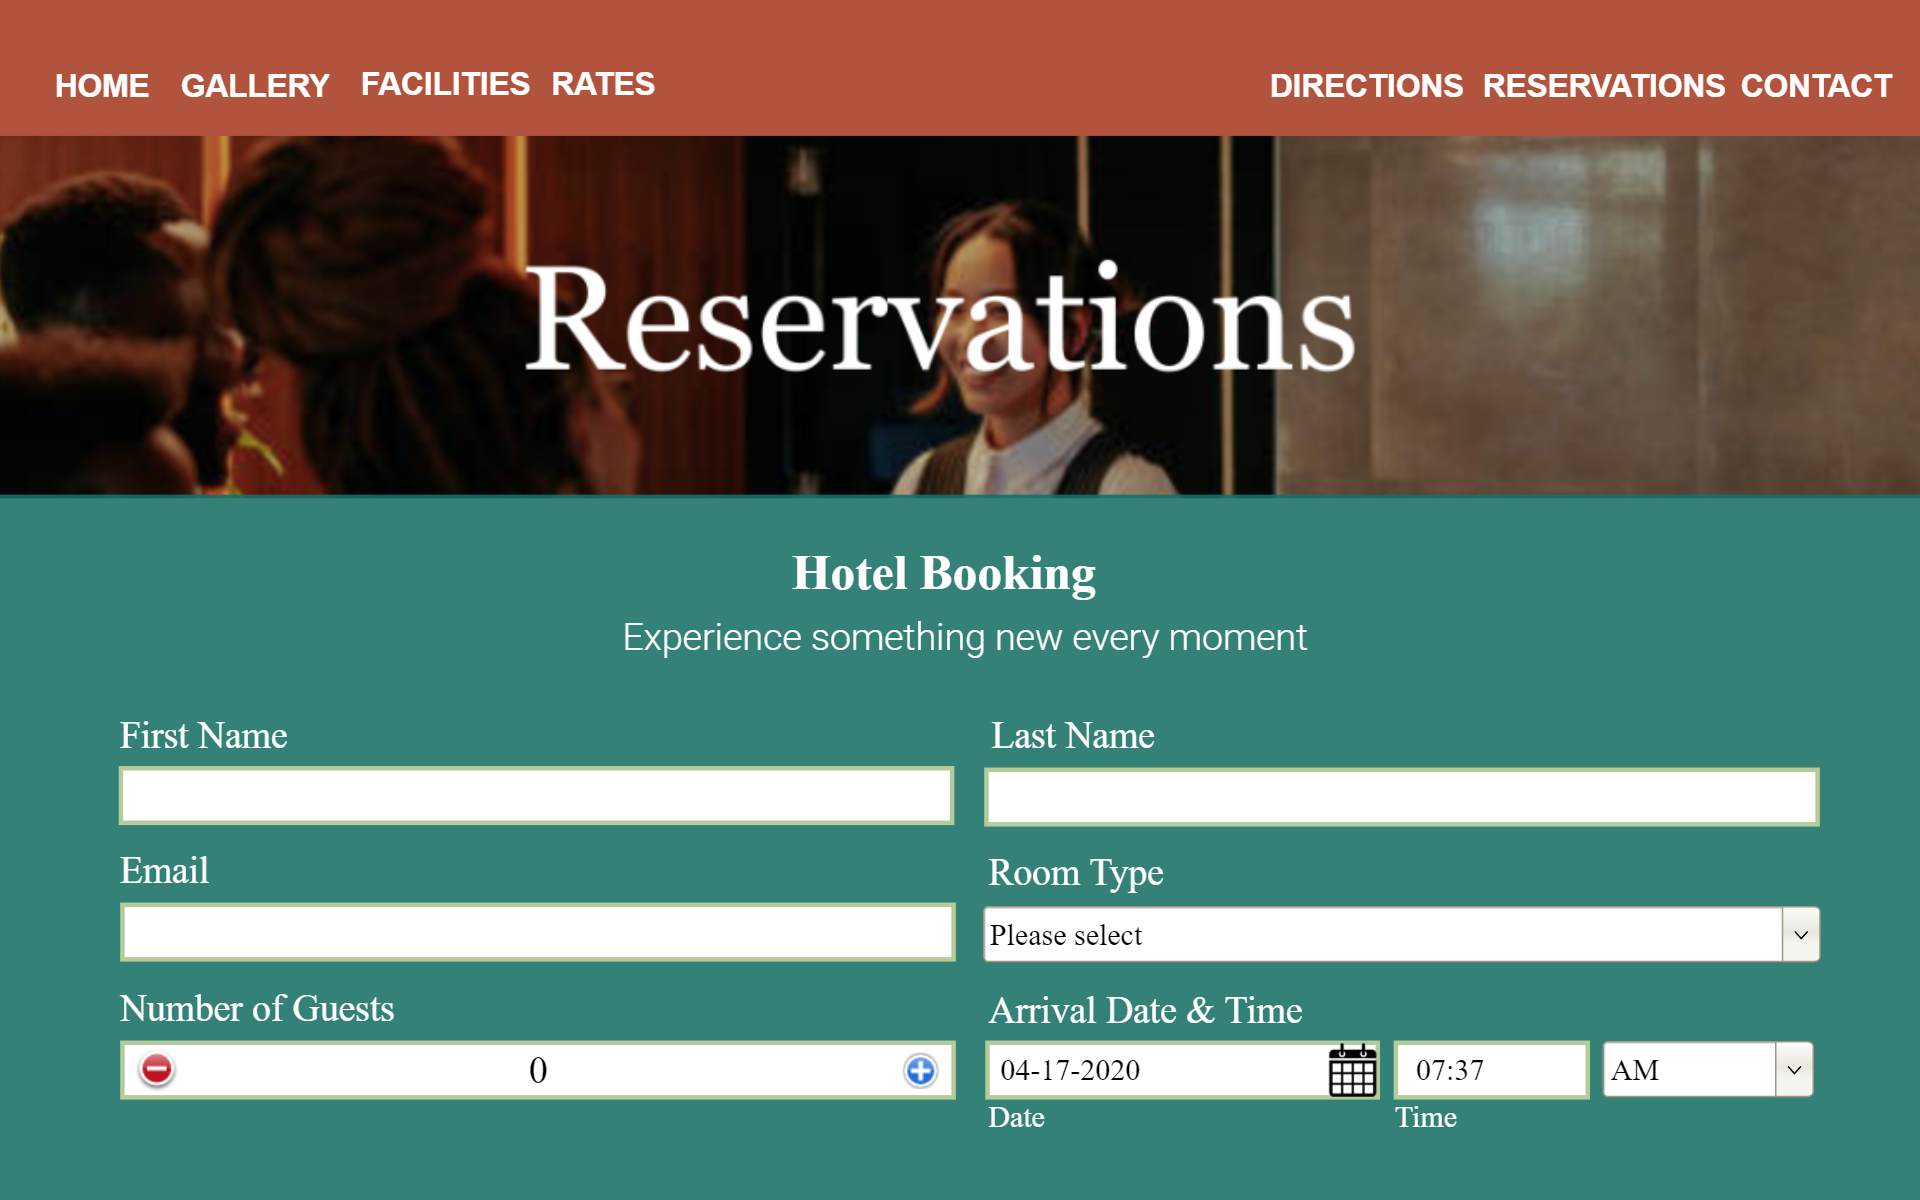 HOME GALLERY FACILITIES RATES DIRECTIONS RESERVATIONS CONTACT
Reservations
Hotel Booking
Experience something new every moment
First Name Last Name
Email Room Type
Please select
Number of Guests Arrival Date & Time
0 04-17-2020 07:37 AM
Date Time